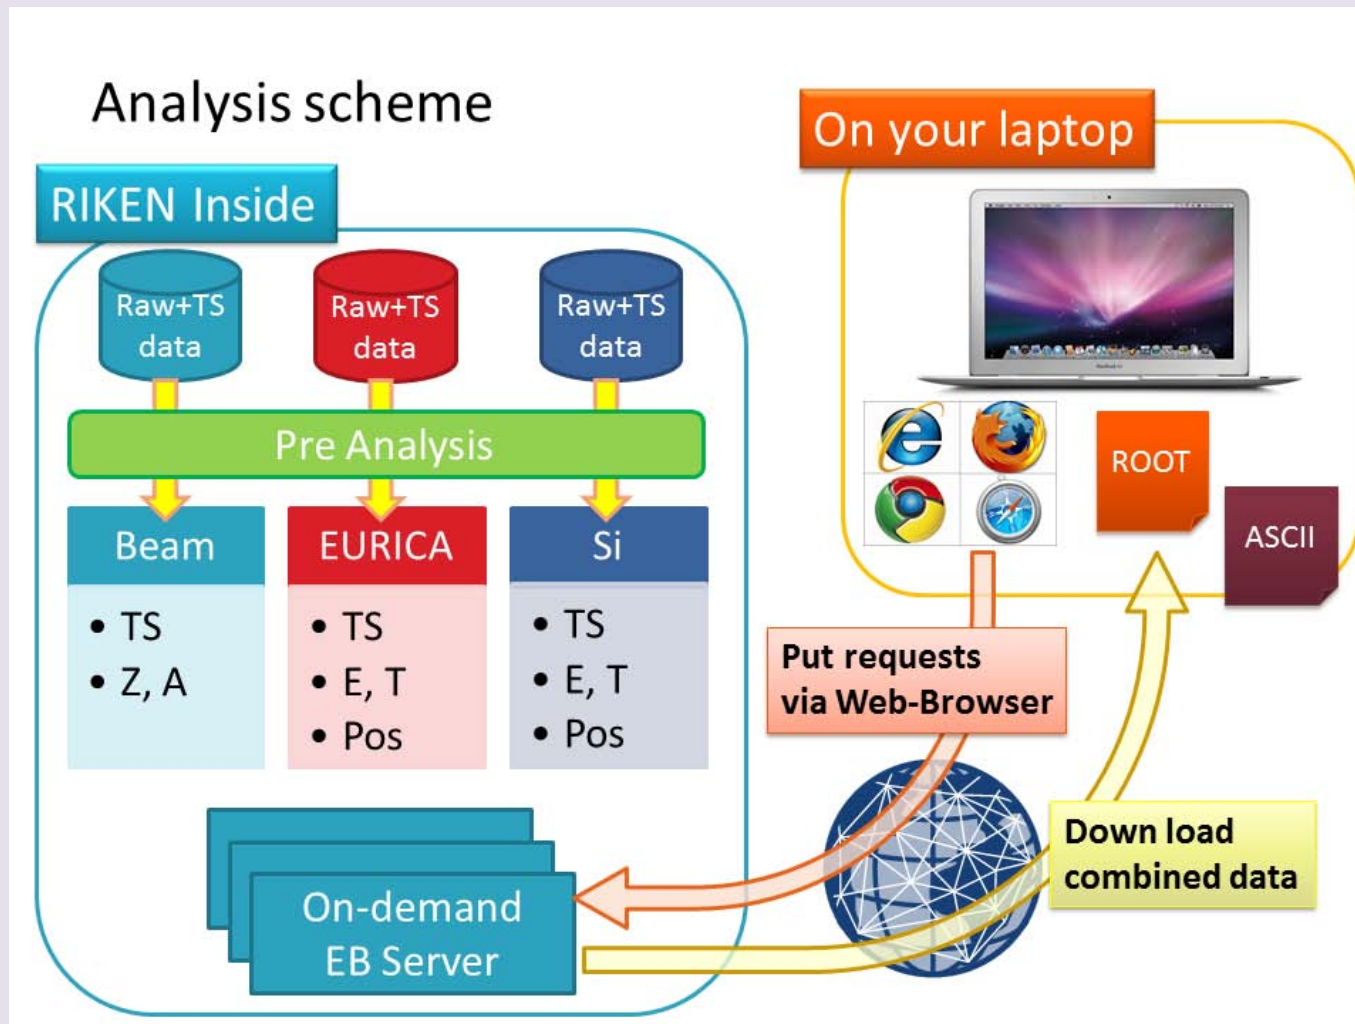 Analysis scheme
RIKEN Inside
Raw+TS
data
Raw+TS
data
Raw+TS
data
Pre Analysis
Beam
• TS
• Z, A
EURICA
• TS
• E, T
• Pos
Si
• TS
• E, T
• Pos
On-demand
EB Server
On your laptop
ROOT
ASCII
Put requests
via Web-Browser
Down load
combined data